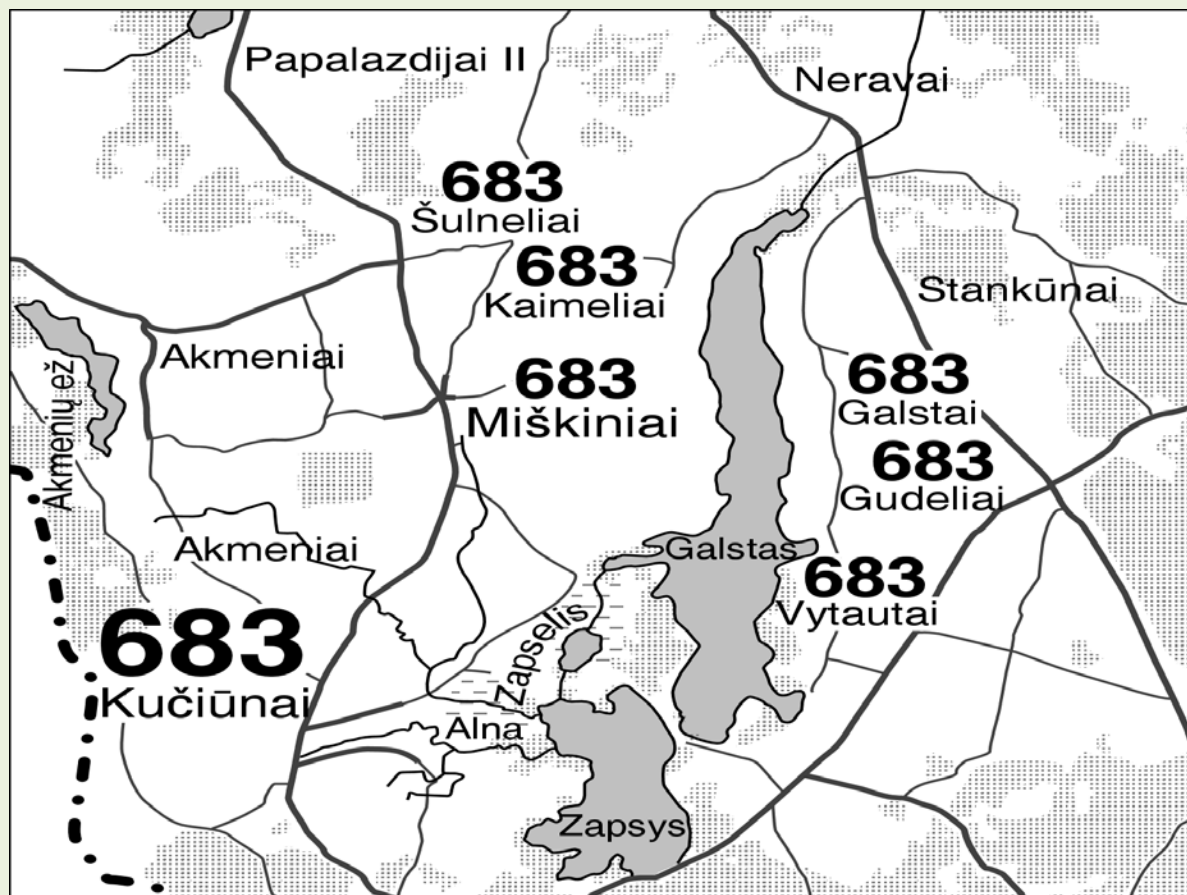 Papalazdijai II
Neravai
683
Šulneliai
683
Kaimeliai
Stankūnai
Akmeniai
683
Miškiniai
683
Galstai
Akmenių ež
683
Gudeliai
Akmeniai
Galstas
683
Vytautai
683
Kučiūnai
Zapselis
Alna
Zapsys